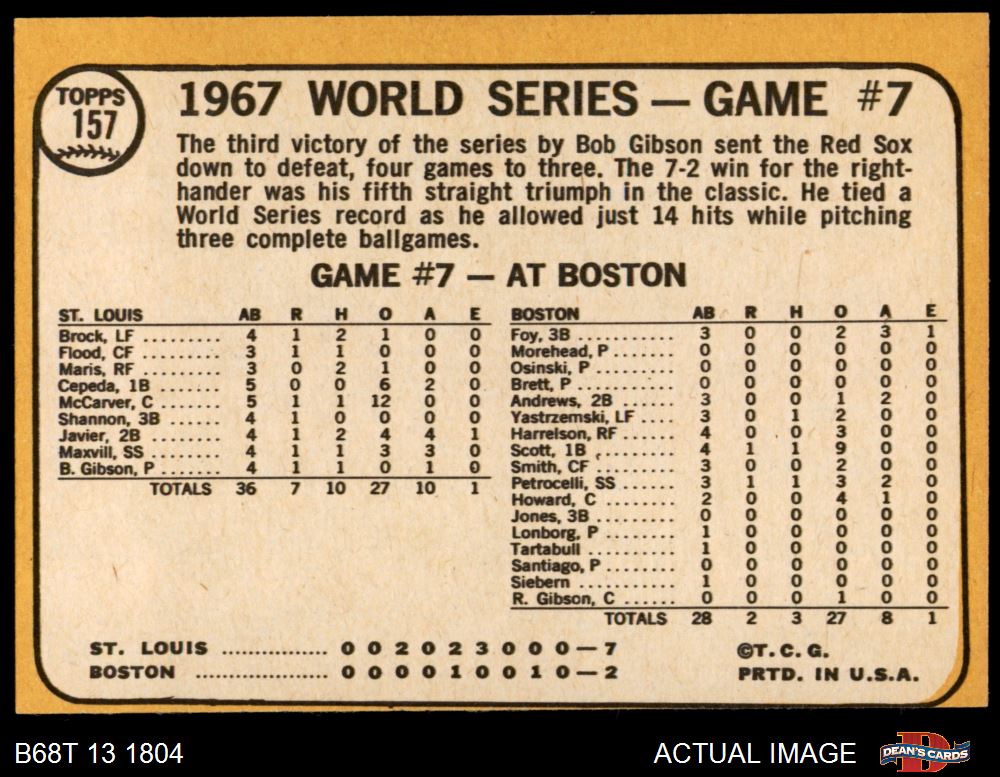 TOPPS
157
1967 WORLD SERIES — GAME #7
The third victory of the series by Bob Gibson sent the Red Sox
down to defeat, four games to three. The 7-2 win for the right-
hander was his fifth straight triumph in the classic. He tied a
World Series record as he allowed just 14 hits while pitching
three complete ballgames.
GAME #7 — AT BOSTON
ST. LOUIS AB R H O A E
Brock, LF ......... 4 1 2 1 0 0
Flood, CF ......... 3 1 1 0 0 0
Maris, RF ......... 3 0 2 1 0 0
Cepeda, 1B ....... 5 0 0 6 2 0
McCarver, C ....... 5 1 1 12 0 0
Shannon, 3B ...... 4 1 0 0 0 0
Javier, 2B ........ 4 1 2 4 4 1
Maxvill, SS ....... 4 1 1 3 3 0
B. Gibson, P ....... 4 1 1 0 1 0
TOTALS 36 7 10 27 10 1
BOSTON AB R H O A E
Foy, 3B ............ 3 0 0 2 3 1
Morehead, P ........ 0 0 0 0 0 0
Osinski, P .......... 0 0 0 0 0 0
Brett, P ............ 0 0 0 0 0 0
Andrews, 2B ........ 3 0 0 1 2 0
Yastrzemski, LF .... 3 0 1 2 0 0
Harrelson, RF ...... 4 0 0 3 0 0
Scott, 1B .......... 4 1 1 9 0 0
Smith, CF .......... 3 0 0 2 0 0
Petrocelli, SS ...... 3 1 1 3 2 0
Howard, C .......... 2 0 0 4 1 0
Jones, 3B .......... 0 0 0 0 0 0
Lonborg, P ......... 1 0 0 0 0 0
Tartabull ........... 1 0 0 0 0 0
Santiago, P ......... 0 0 0 0 0 0
Siebern ............ 1 0 0 0 0 0
R. Gibson, C ....... 0 0 0 1 0 0
TOTALS 28 2 3 27 8 1
ST. LOUIS ................ 0 0 2 0 2 3 0 0 0—7
BOSTON .................... 0 0 0 0 1 0 0 1 0—2
©T.C.G.
PRTD. IN U.S.A.
B68T 13 1804
ACTUAL IMAGE
DEAN'S CARDS